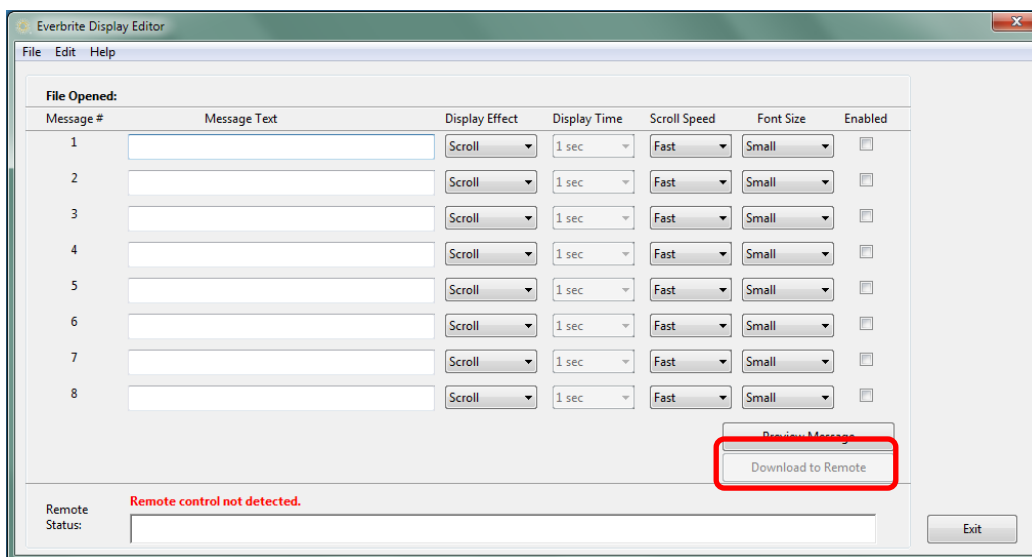 Everbrite Display Editor
File Edit Help
File Opened:
Message # Message Text Display Effect Display Time Scroll Speed Font Size Enabled
1 Scroll 1 sec Fast Small
2 Scroll 1 sec Fast Small
3 Scroll 1 sec Fast Small
4 Scroll 1 sec Fast Small
5 Scroll 1 sec Fast Small
6 Scroll 1 sec Fast Small
7 Scroll 1 sec Fast Small
8 Scroll 1 sec Fast Small
Preview Message
Download to Remote
Remote control not detected.
Remote
Status:
Exit